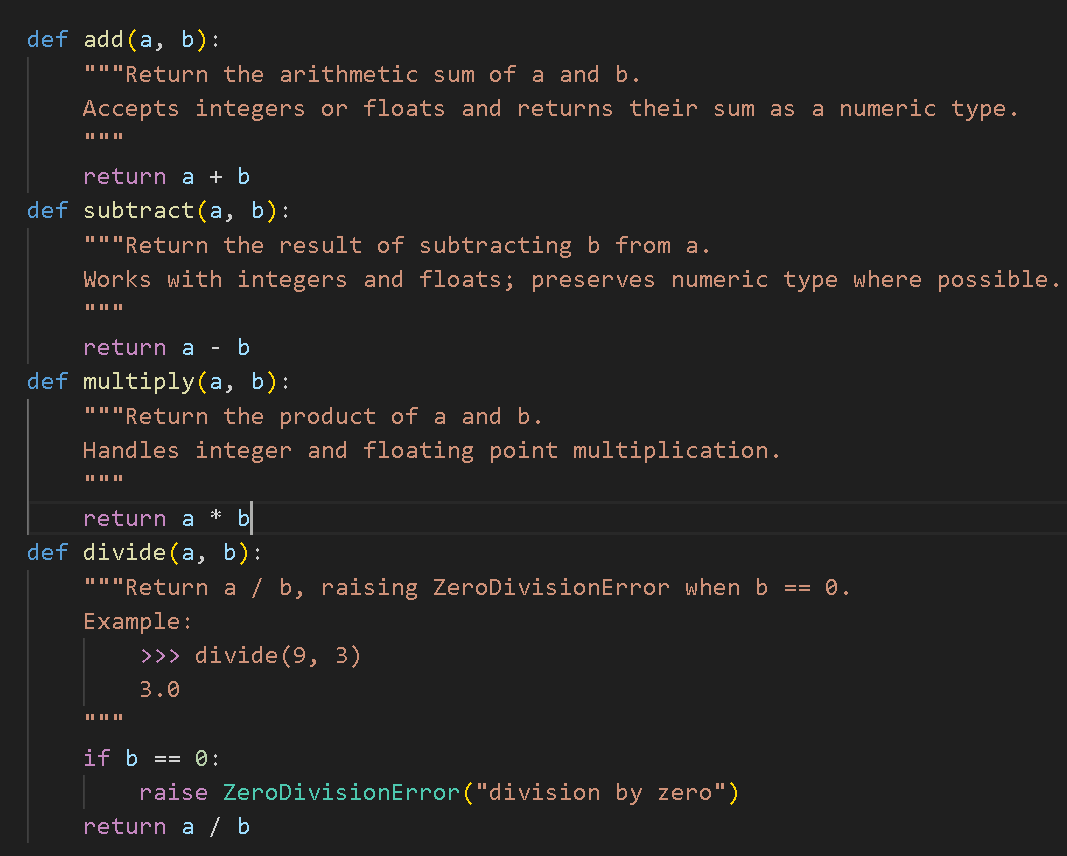 def add(a, b):
    """Return the arithmetic sum of a and b.
    Accepts integers or floats and returns their sum as a numeric type.
    """
    return a + b
def subtract(a, b):
    """Return the result of subtracting b from a.
    Works with integers and floats; preserves numeric type where possible.
    """
    return a - b
def multiply(a, b):
    """Return the product of a and b.
    Handles integer and floating point multiplication.
    """
    return a * b
def divide(a, b):
    """Return a / b, raising ZeroDivisionError when b == 0.
    Example:
        >>> divide(9, 3)
        3.0
    """
    if b == 0:
        raise ZeroDivisionError("division by zero")
    return a / b